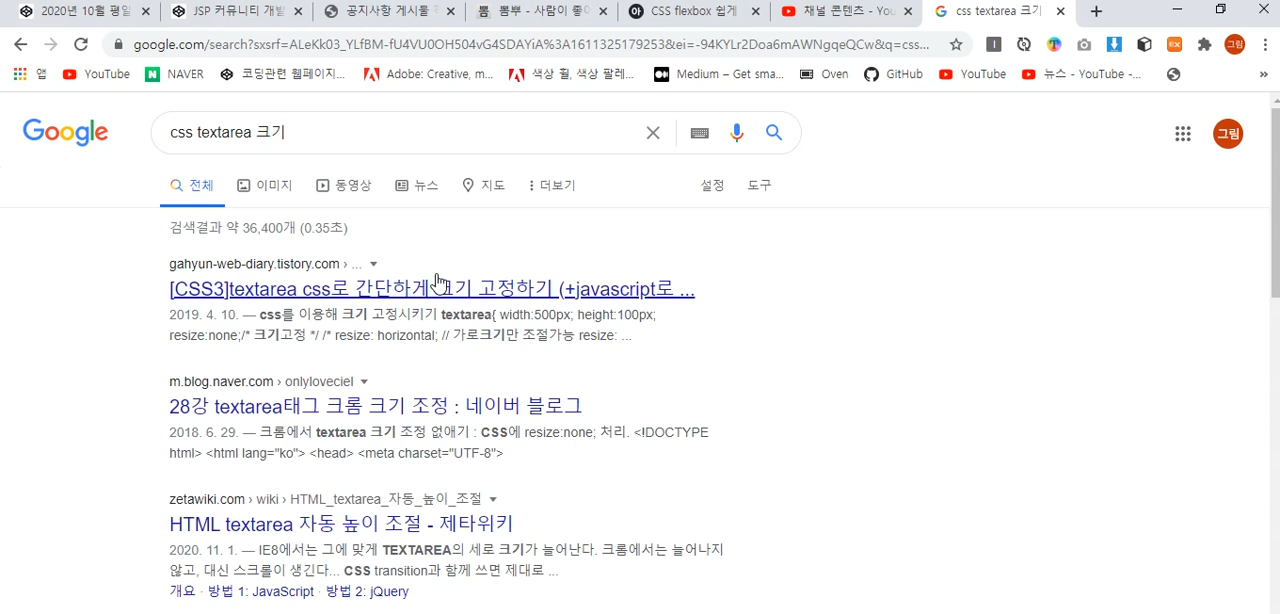 2020년 10월 평일
JSP 커뮤니티 개발
공지사항 게시물
뽐뿌 - 사람이 좋아
CSS flexbox 쉽게
채널 콘텐츠 - You
css textarea 크기
google.com/search?sxsrf=ALeKk03_YLfBM-fU4VU0OH504vG4SDAYiA%3A1611325179253&ei=-94KYLr2Doa6mAWNgqeQCw&q=css...
그림
앱
YouTube
NAVER
코딩관련 웹페이지...
Adobe: Creative, m...
색상 휠, 색상 팔레...
Medium – Get sma...
Oven
GitHub
YouTube
뉴스 - YouTube -...
»
Google
css textarea 크기
그림
전체
이미지
동영상
뉴스
지도
더보기
설정
도구
검색결과 약 36,400개 (0.35초)
gahyun-web-diary.tistory.com › ...
[CSS3]textarea css로 간단하게 크기 고정하기 (+javascript로 ...
2019. 4. 10. — css를 이용해 크기 고정시키기 textarea{ width:500px; height:100px;
resize:none;/* 크기고정 */ /* resize: horizontal; // 가로크기만 조절가능 resize: ...
m.blog.naver.com › onlyloveciel
28강 textarea태그 크롬 크기 조정 : 네이버 블로그
2018. 6. 29. — 크롬에서 textarea 크기 조정 없애기 : CSS에 resize:none; 처리. <!DOCTYPE
html> <html lang="ko"> <head> <meta charset="UTF-8">
zetawiki.com › wiki › HTML_textarea_자동_높이_조절
HTML textarea 자동 높이 조절 - 제타위키
2020. 11. 1. — IE8에서는 그에 맞게 TEXTAREA의 세로 크기가 늘어난다. 크롬에서는 늘어나지
않고, 대신 스크롤이 생긴다... CSS transition과 함께 쓰면 제대로 ...
개요 · 방법 1: JavaScript · 방법 2: jQuery